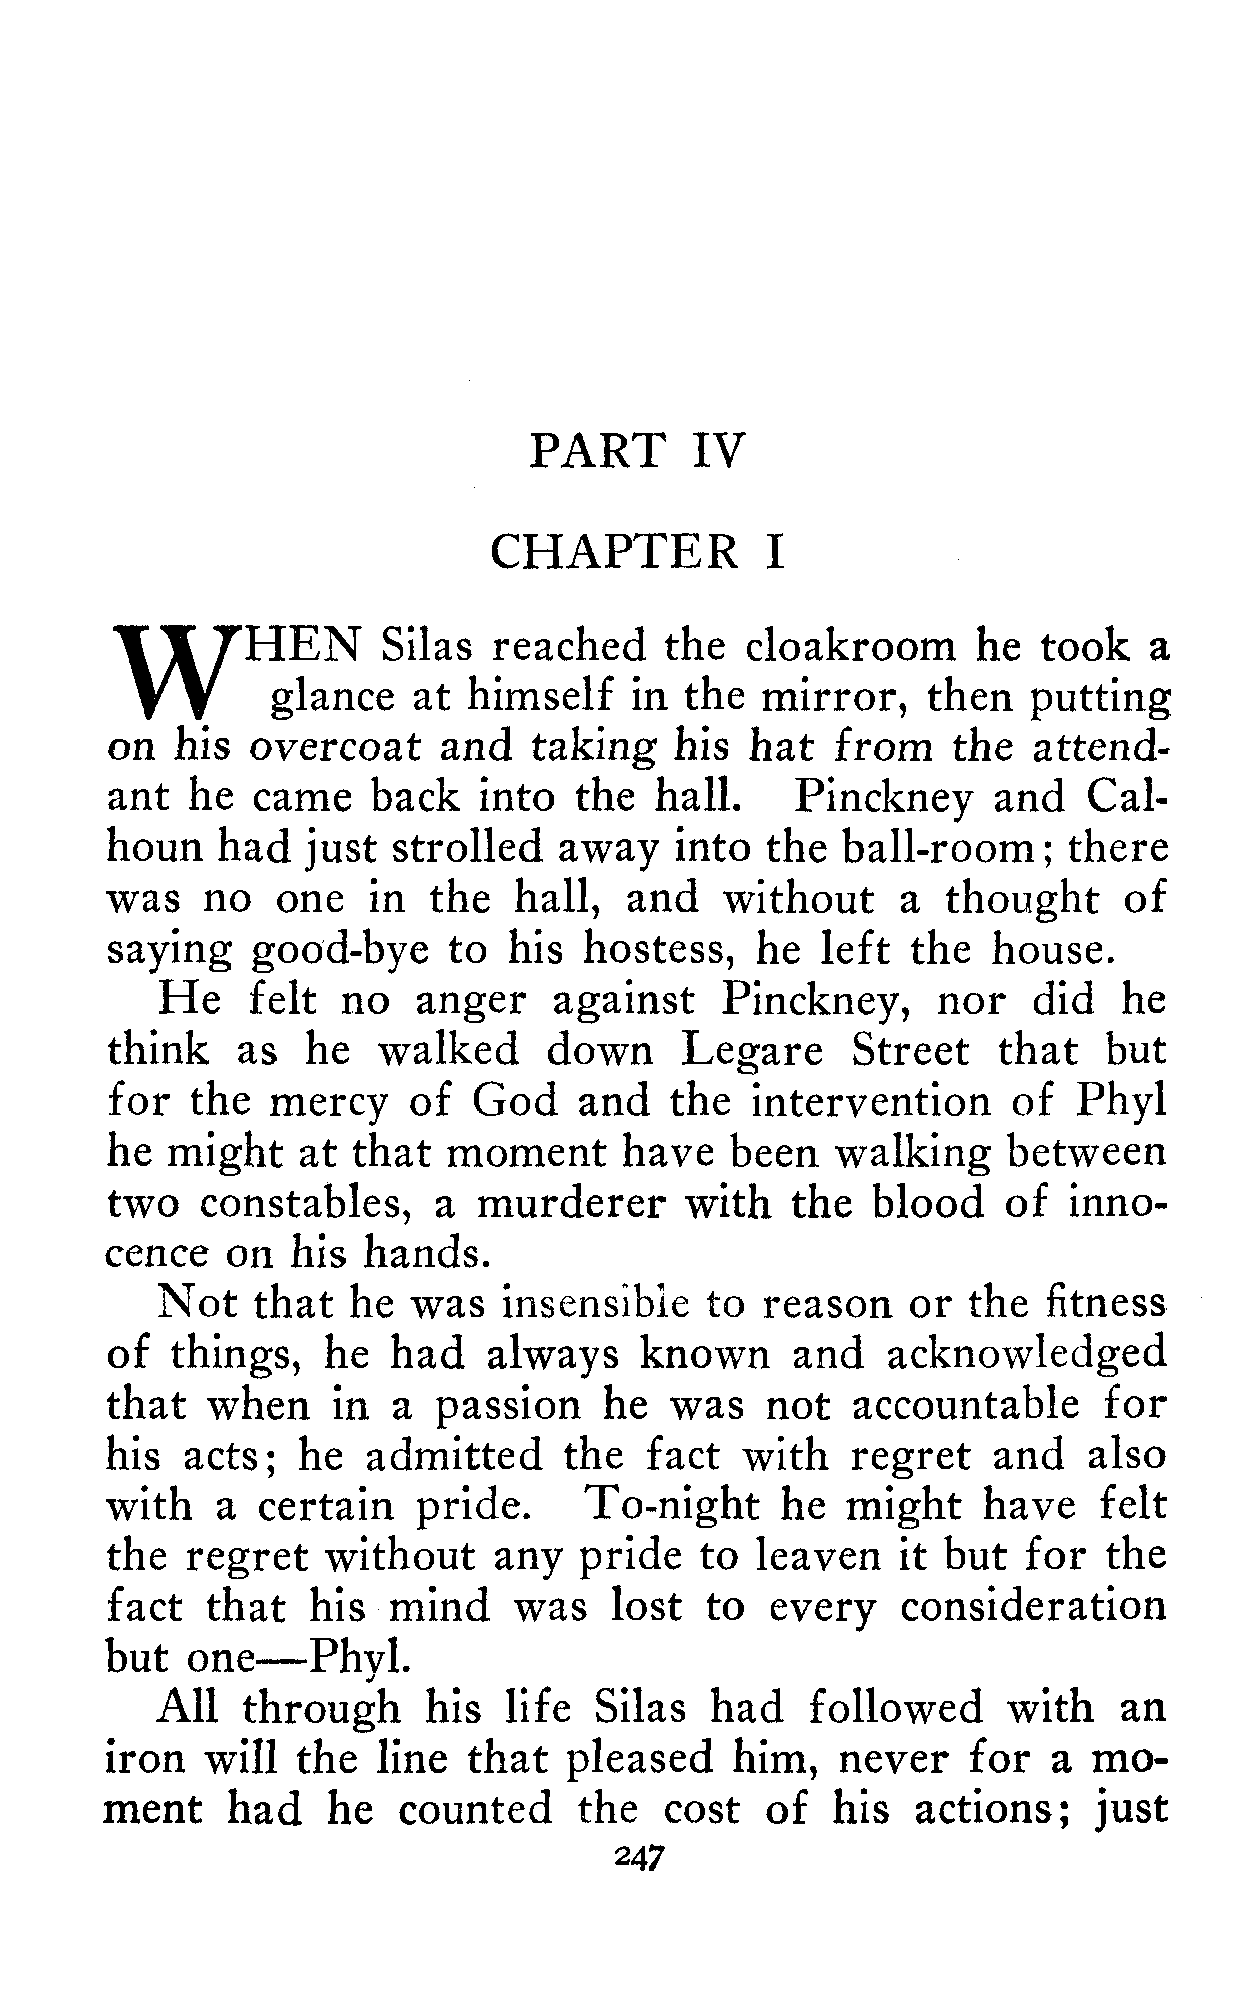 PART IV
CHAPTER I
WHEN Silas reached the cloakroom he took a
glance at himself in the mirror, then putting
on his overcoat and taking his hat from the attend-
ant he came back into the hall. Pinckney and Cal-
houn had just strolled away into the ball-room; there
was no one in the hall, and without a thought of
saying good-bye to his hostess, he left the house.
He felt no anger against Pinckney, nor did he
think as he walked down Legare Street that but
for the mercy of God and the intervention of Phyl
he might at that moment have been walking between
two constables, a murderer with the blood of inno-
cence on his hands.
Not that he was insensible to reason or the fitness
of things, he had always known and acknowledged
that when in a passion he was not accountable for
his acts; he admitted the fact with regret and also
with a certain pride. To-night he might have felt
the regret without any pride to leaven it but for the
fact that his mind was lost to every consideration
but one—Phyl.
All through his life Silas had followed with an
iron will the line that pleased him, never for a mo-
ment had he counted the cost of his actions; just
247